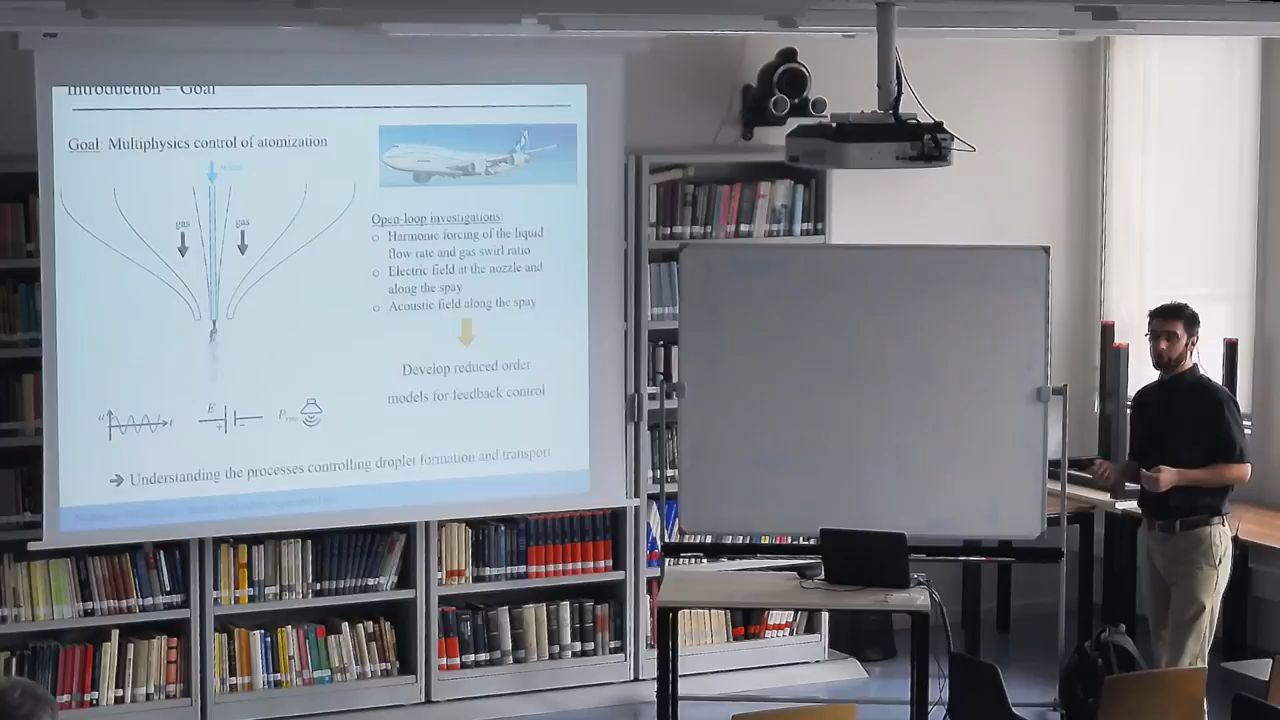 Introduction – Goal
Goal: Multiphysics control of atomization
gas
gas
Open-loop investigations:
o Harmonic forcing of the liquid
flow rate and gas swirl ratio
o Electric field at the nozzle and
along the spay
o Acoustic field along the spay
Develop reduced order
models for feedback control
u
t
E
+
-
➔ Understanding the processes controlling droplet formation and transport